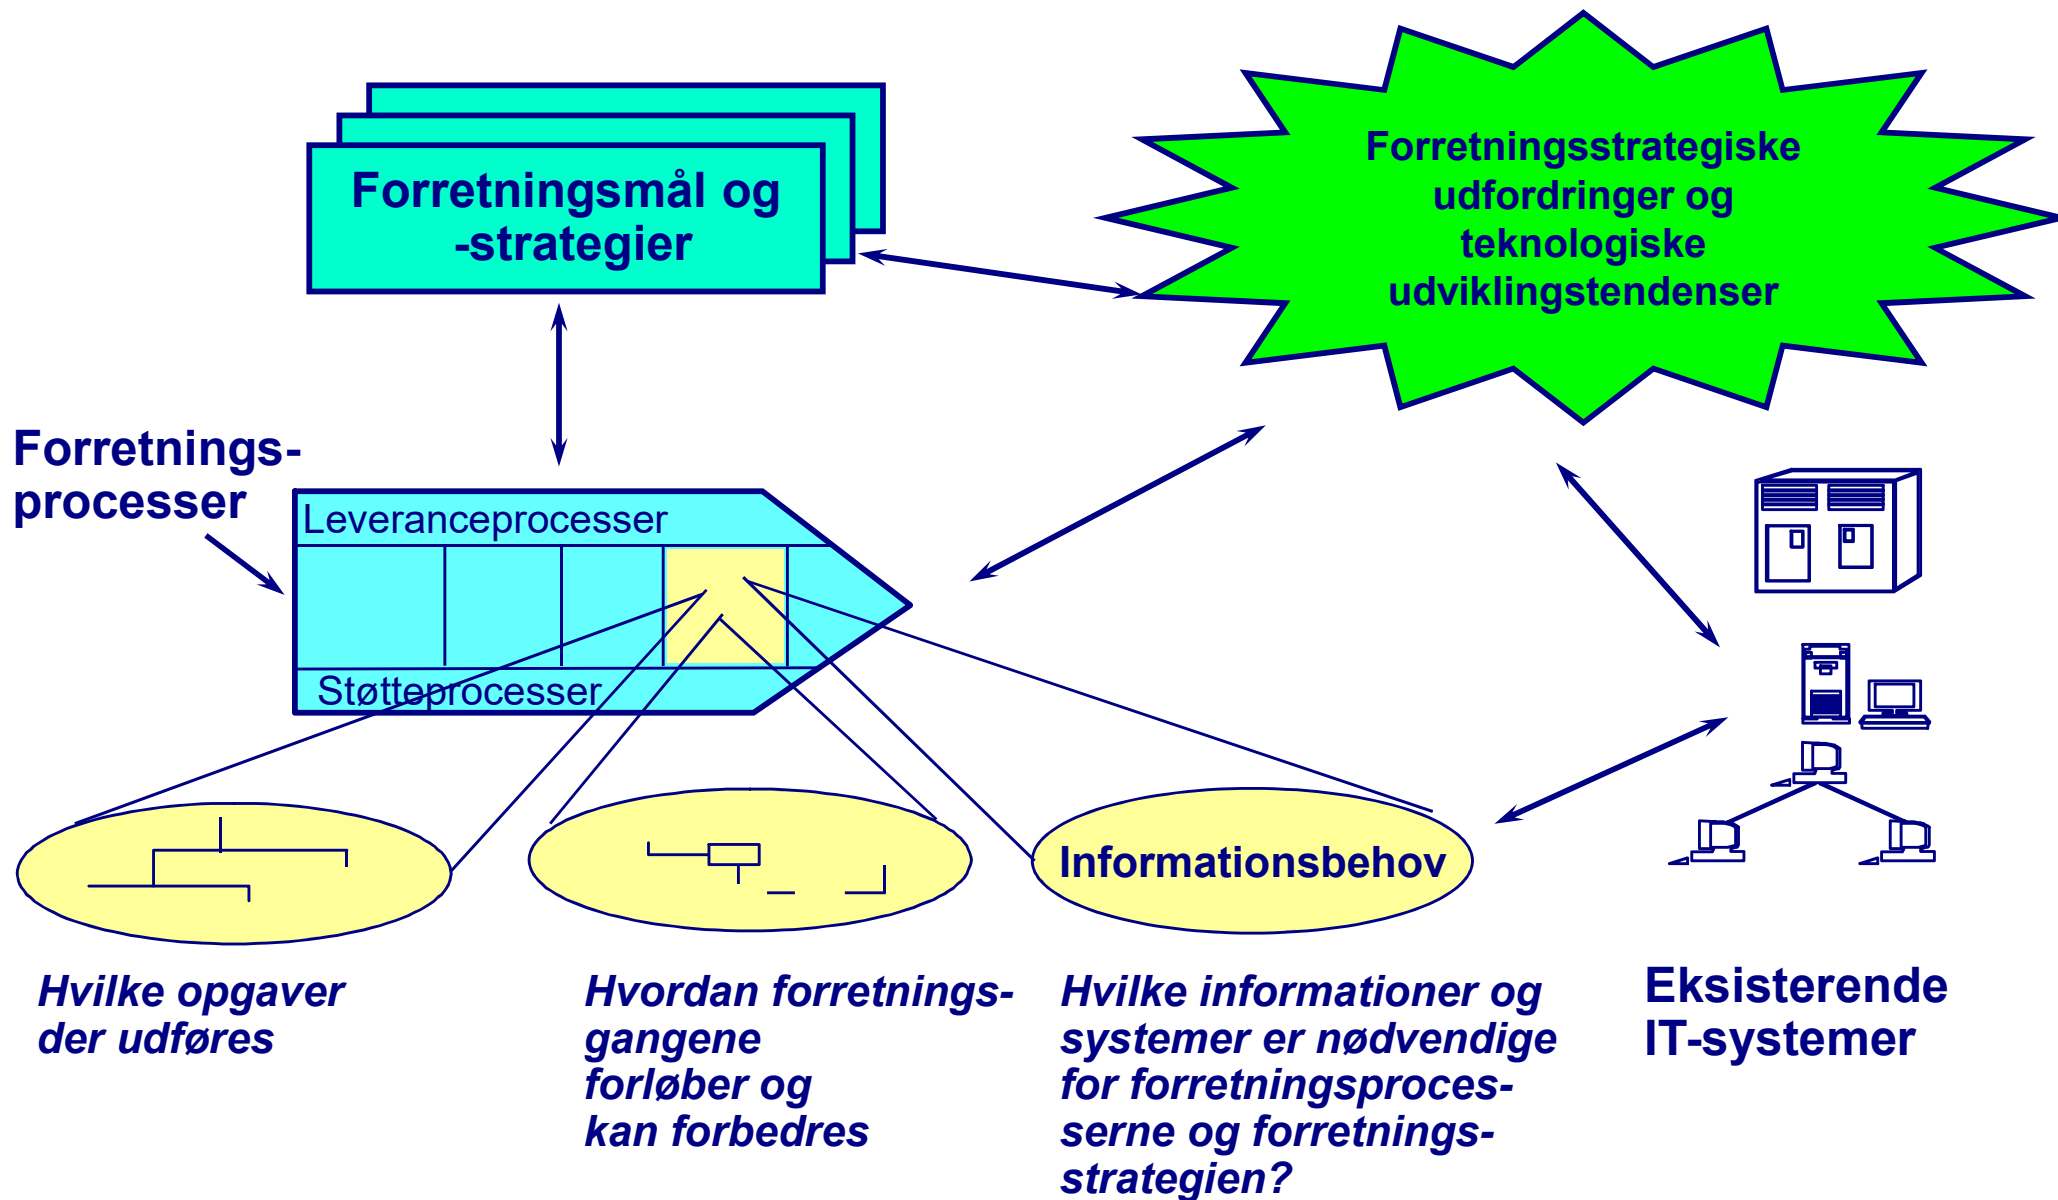 Forretningsmål og
-strategier
Forretningsstrategiske
udfordringer og
teknologiske
udviklingstendenser
Forretnings-
processer
Leveranceprocesser
Støtteprocesser
Informationsbehov
Hvilke opgaver
der udføres
Hvordan forretnings-
gangene
forløber og
kan forbedres
Hvilke informationer og
systemer er nødvendige
for forretningsproces-
serne og forretnings-
strategien?
Eksisterende
IT-systemer